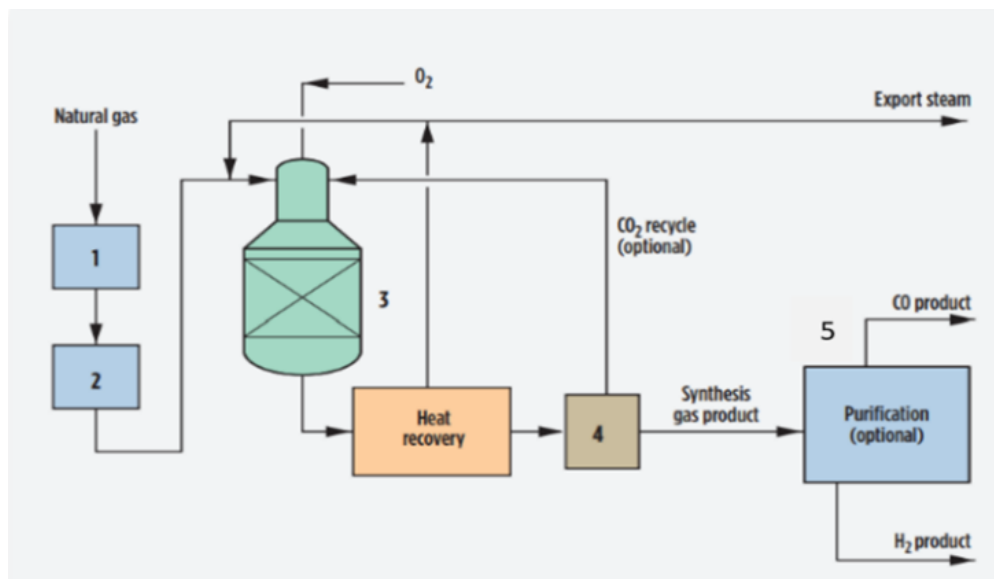 O₂
Export steam
Natural gas
1
CO₂ recycle
(optional)
3
CO product
5
2
Synthesis
gas product
Heat
recovery
4
Purification
(optional)
H₂ product